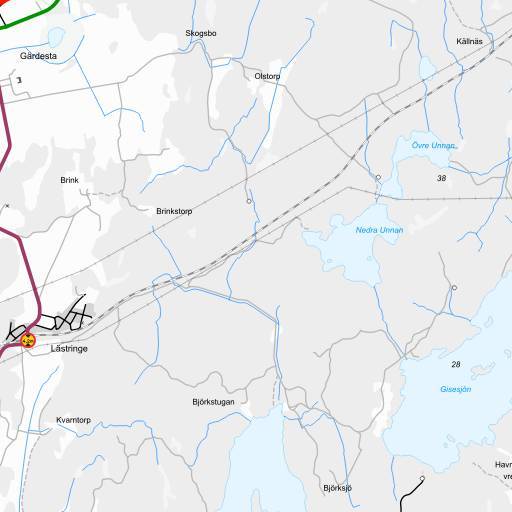 Skogsbo
Källnäs
Gärdesta
Olstorp
Övre Unnan
Brink
38
Brinkstorp
Nedra Unnan
Lästringe
28
Gisesjön
Björkstugan
Kvarntorp
Havr
vre
Björksjö